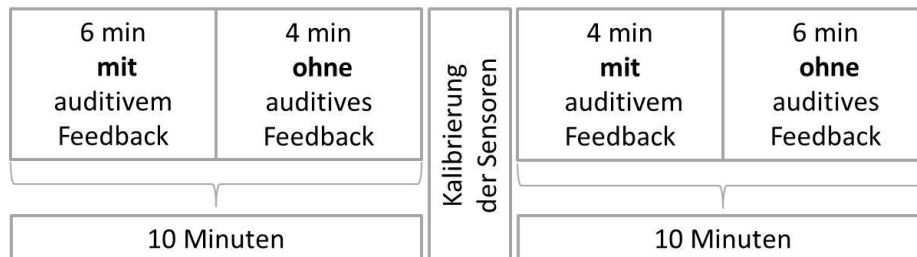 6 min
mit
auditivem
Feedback
4 min
ohne
auditives
Feedback
Kalibrierung
der Sensoren
4 min
mit
auditivem
Feedback
6 min
ohne
auditives
Feedback
10 Minuten
10 Minuten